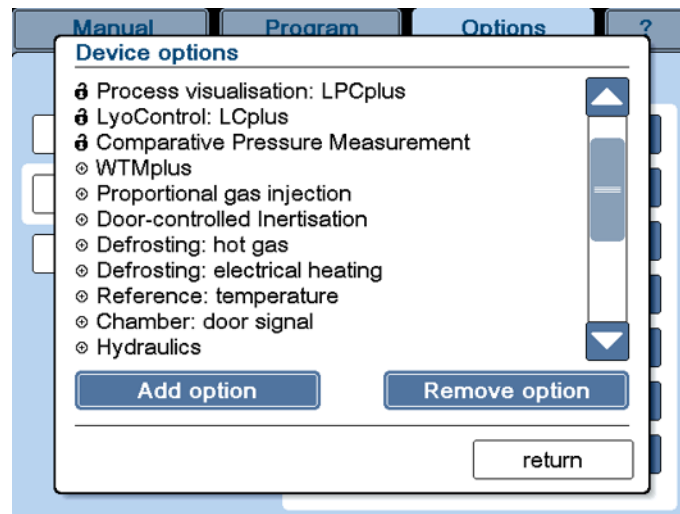 Manual Program Options ?
Device options
Process visualisation: LPCplus
LyoControl: LCplus
Comparative Pressure Measurement
WTMplus
Proportional gas injection
Door-controlled Inertisation
Defrosting: hot gas
Defrosting: electrical heating
Reference: temperature
Chamber: door signal
Hydraulics
Add option Remove option
return